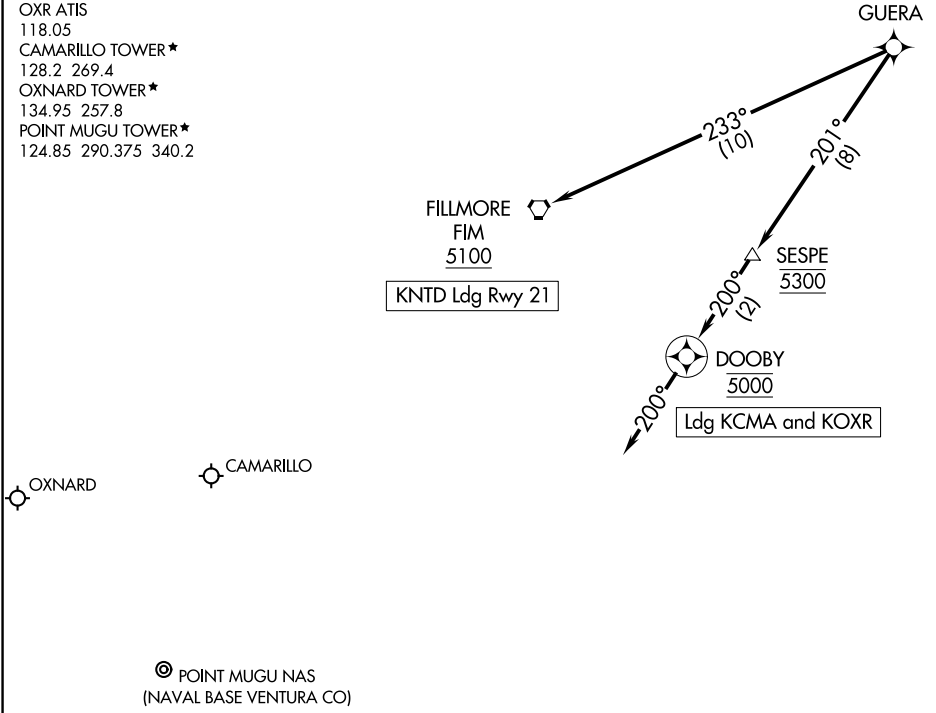 OXR ATIS
118.05
CAMARILLO TOWER★
128.2 269.4
OXNARD TOWER★
134.95 257.8
POINT MUGU TOWER★
124.85 290.375 340.2
GUERA
233°
(10)
201°
(8)
FILLMORE
FIM
5100
KNTD Ldg Rwy 21
SESPE
5300
200°
(2)
DOOBY
5000
200°
Ldg KCMA and KOXR
CAMARILLO
OXNARD
POINT MUGU NAS
(NAVAL BASE VENTURA CO)